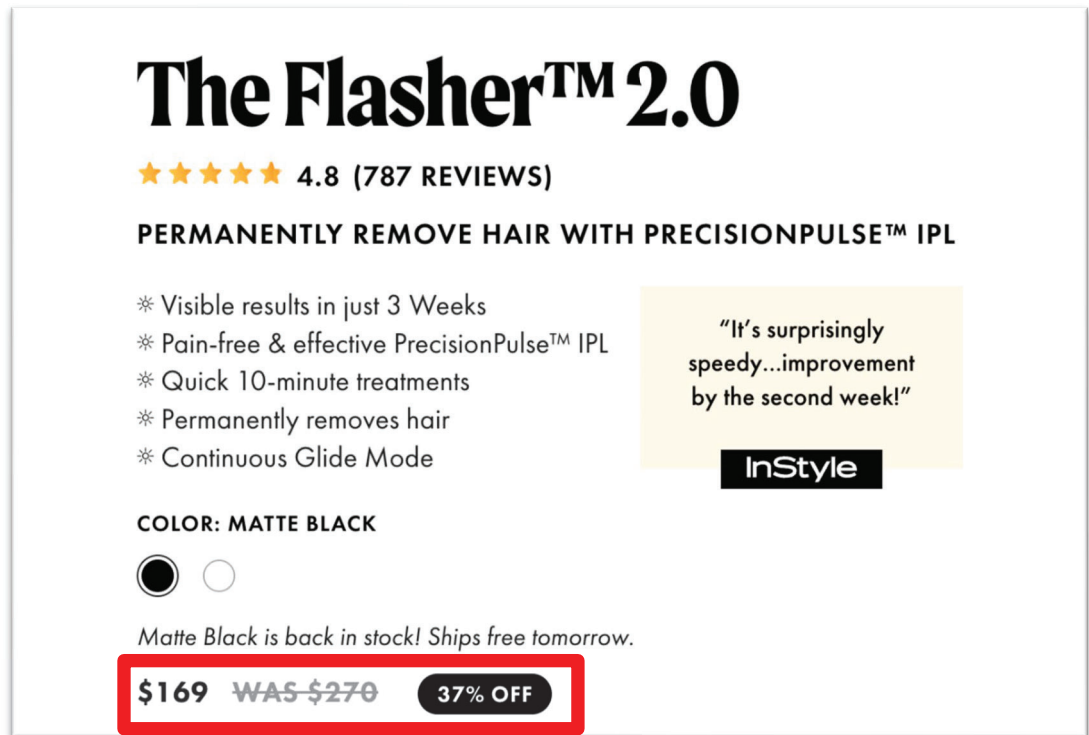 The Flasher™ 2.0
4.8 (787 REVIEWS)
PERMANENTLY REMOVE HAIR WITH PRECISIONPULSE™ IPL
Visible results in just 3 Weeks
Pain-free & effective PrecisionPulse™ IPL
Quick 10-minute treatments
Permanently removes hair
Continuous Glide Mode
“It’s surprisingly
speedy...improvement
by the second week!”
InStyle
COLOR: MATTE BLACK
Matte Black is back in stock! Ships free tomorrow.
$169 WAS $270 37% OFF